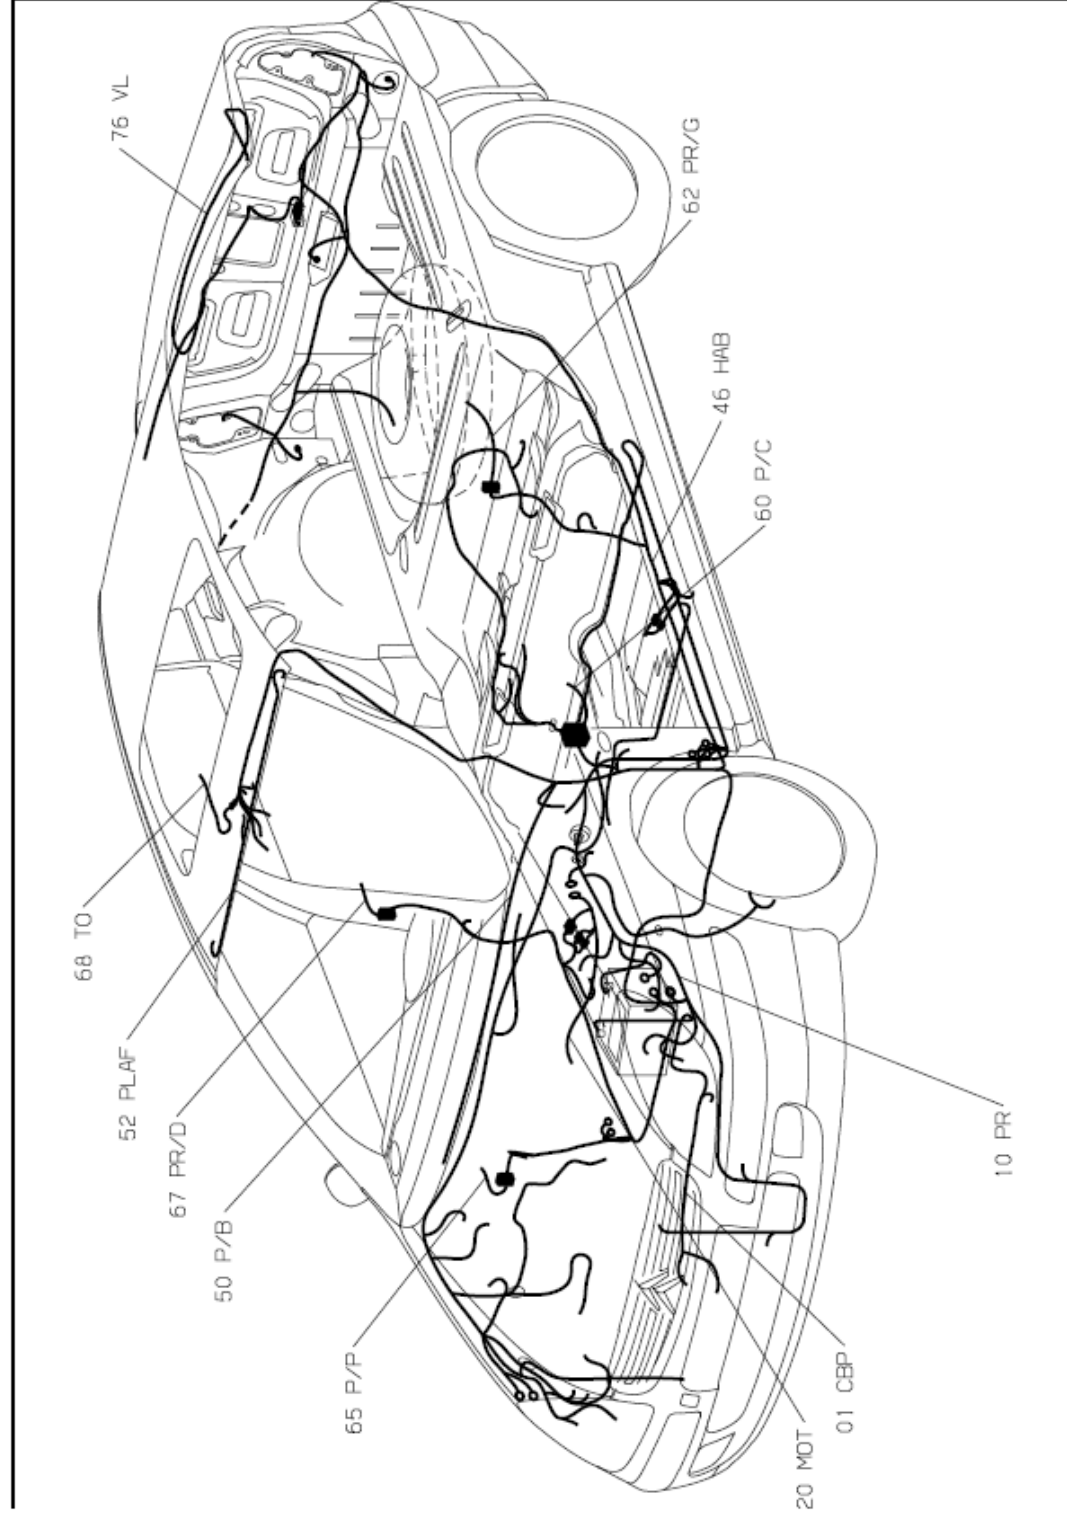 76 VL
62 PR/G
46 HAB
60 P/C
68 TO
52 PLAF
67 PR/D
50 P/B
65 P/P
10 PR
01 CBP
20 MOT